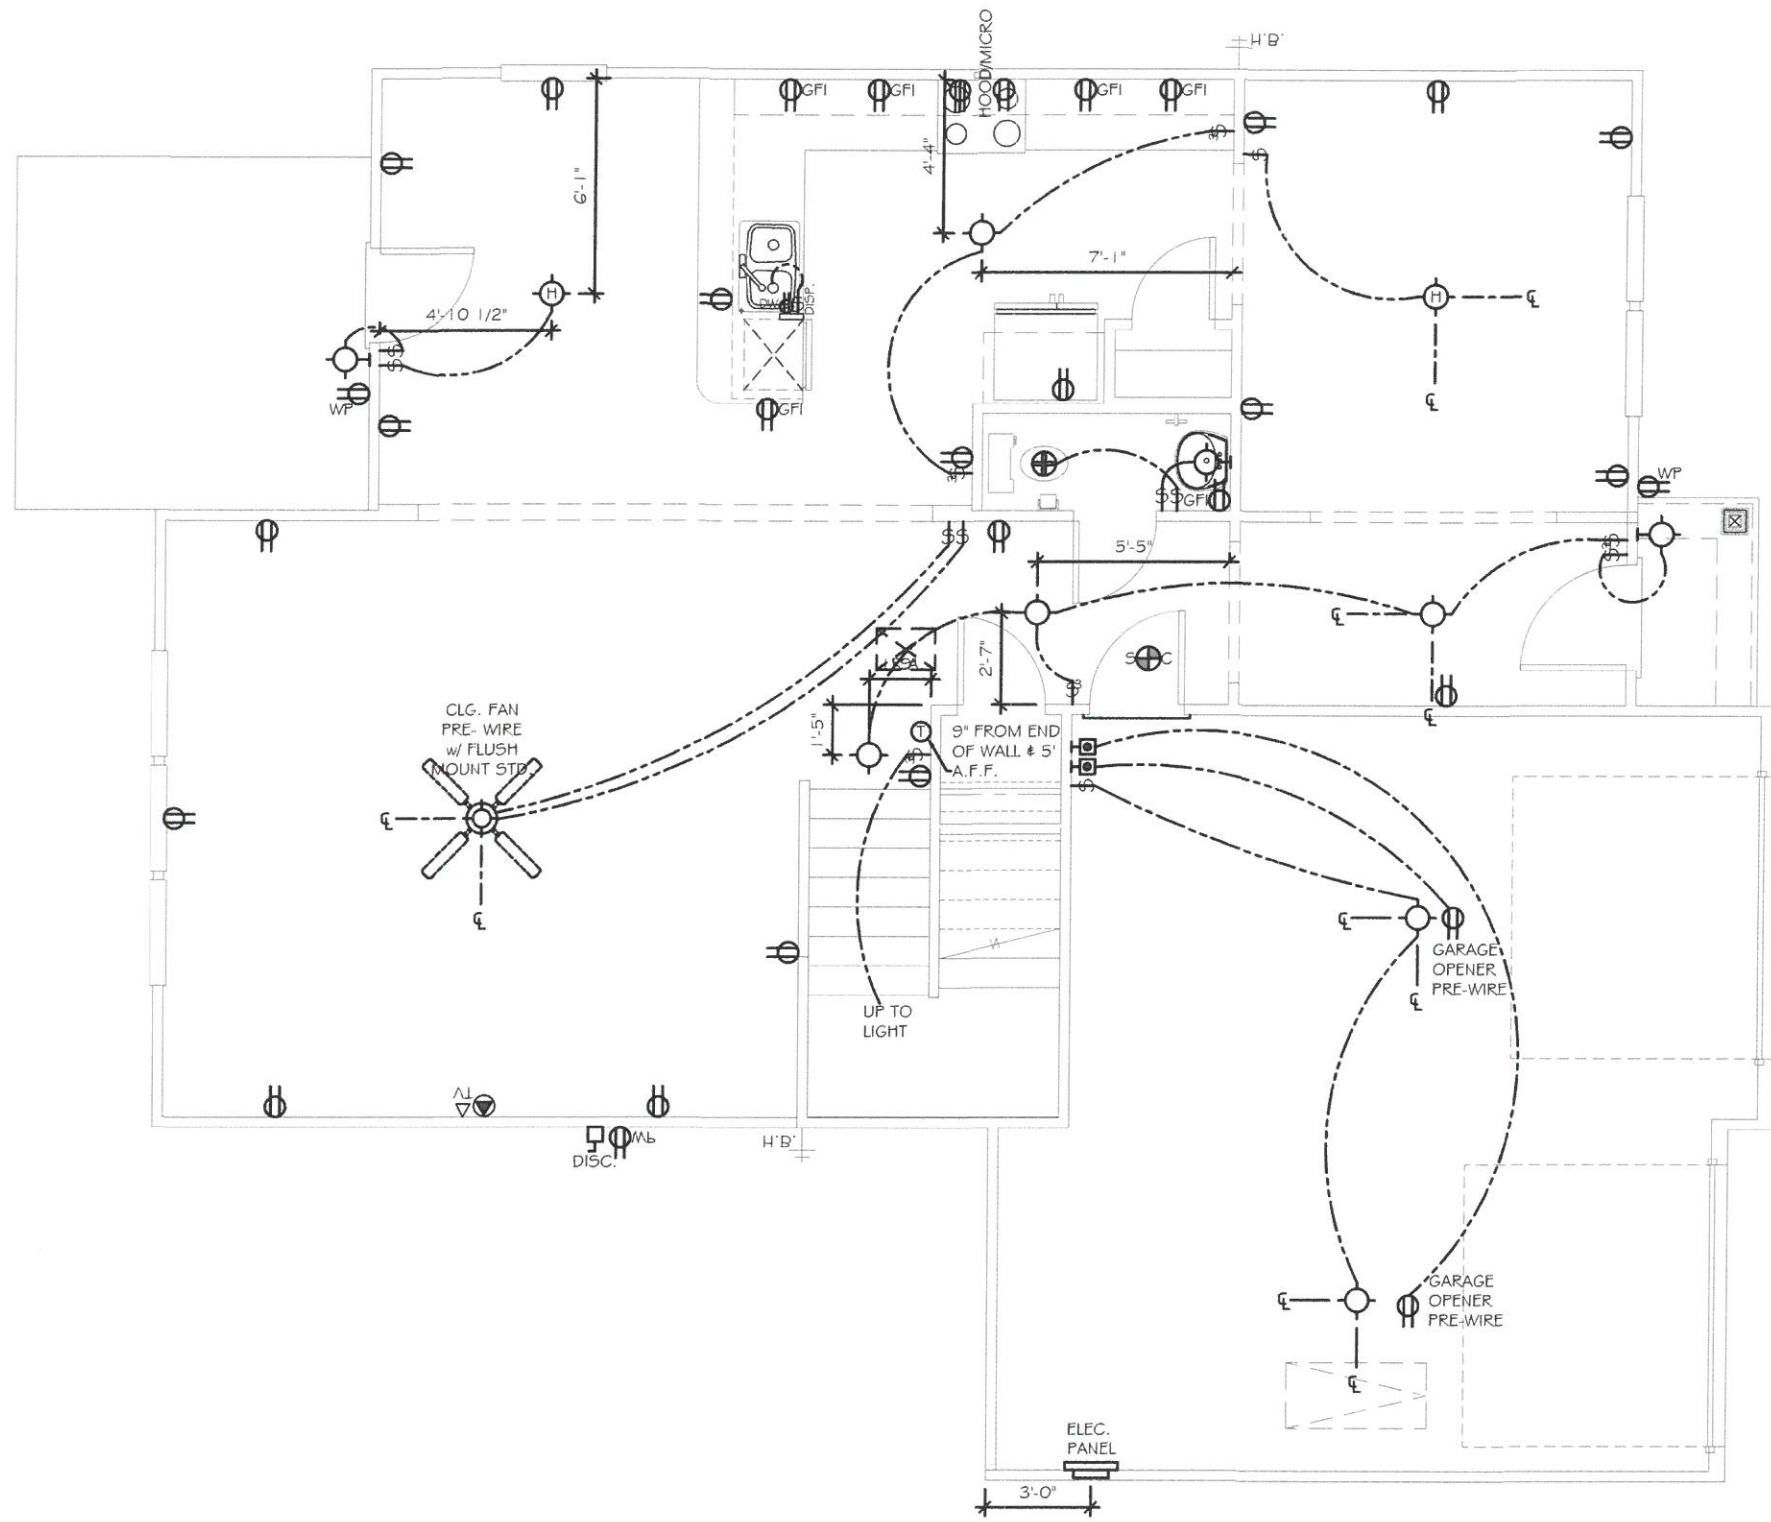 HOOD/MICRO
H.B.
GFI
GFI
GFI
GFI
6'-1"
4'-4"
7'-1"
H
H
℄
℄
4'-10 1/2"
DW
DISP.
$$
WP
GFI
$3
$
$3
$$
GFI
WP
$$
5'-5"
$$
℄
℄
2'-7"
S C
$3
1'-5"
T
9" FROM END
OF WALL & 5'
A.F.F.
$
$
CLG. FAN
PRE- WIRE
w/ FLUSH
MOUNT STD.
℄
℄
℄
℄
GARAGE
OPENER
PRE-WIRE
UP TO
LIGHT
TV
WP
DISC.
H.B.
℄
℄
GARAGE
OPENER
PRE-WIRE
ELEC.
PANEL
3'-0"